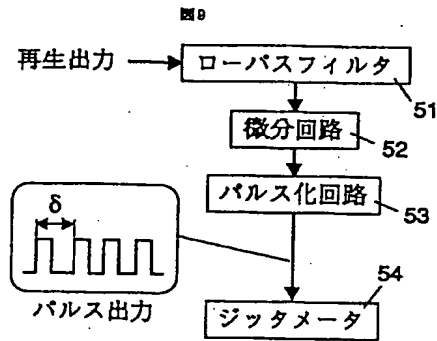 図9
再生出力
ローパスフィルタ
51
微分回路
52
パルス化回路
53
δ
パルス出力
54
ジッタメータ